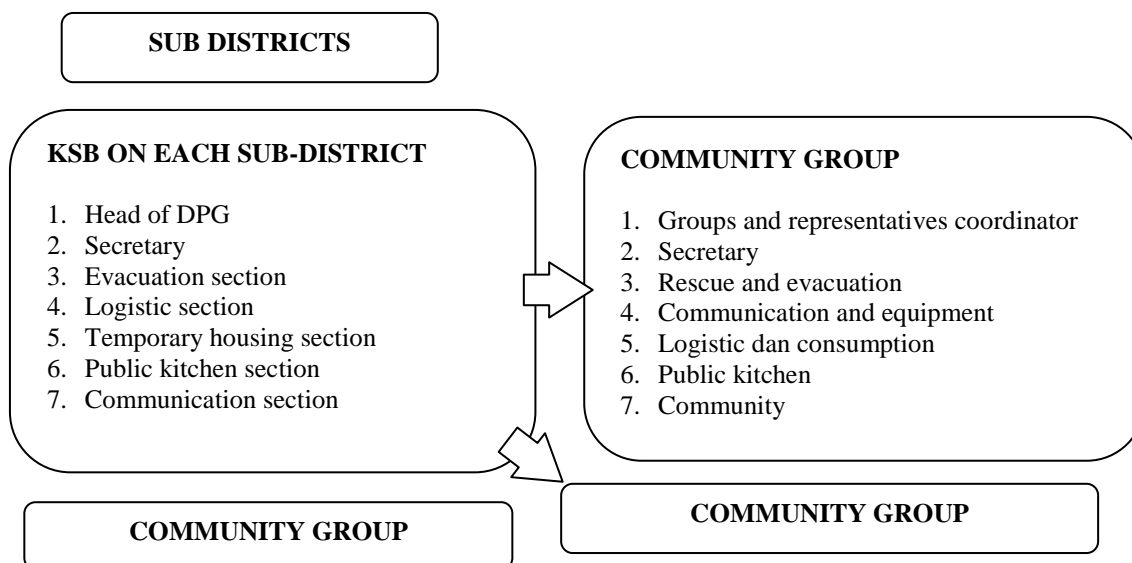 SUB DISTRICTS
KSB ON EACH SUB-DISTRICT
1. Head of DPG
2. Secretary
3. Evacuation section
4. Logistic section
5. Temporary housing section
6. Public kitchen section
7. Communication section
COMMUNITY GROUP
1. Groups and representatives coordinator
2. Secretary
3. Rescue and evacuation
4. Communication and equipment
5. Logistic dan consumption
6. Public kitchen
7. Community
COMMUNITY GROUP
COMMUNITY GROUP